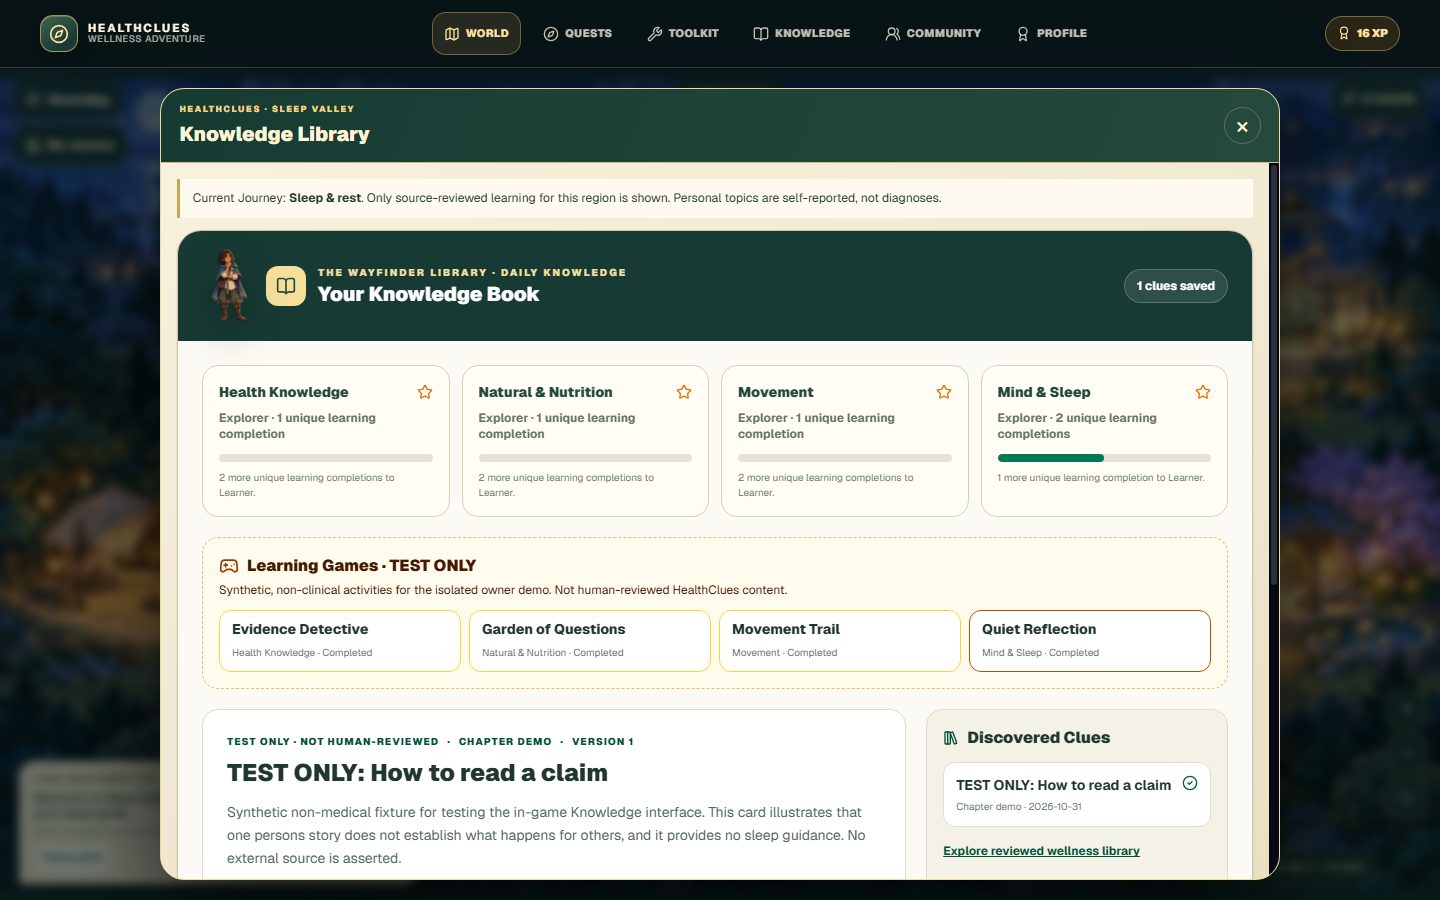 HEALTHCLUES
WELLNESS ADVENTURE
WORLD
QUESTS
TOOLKIT
KNOWLEDGE
COMMUNITY
PROFILE
16 XP
HEALTHCLUES · SLEEP VALLEY
Knowledge Library
Current Journey: Sleep & rest. Only source-reviewed learning for this region is shown. Personal topics are self-reported, not diagnoses.
THE WAYFINDER LIBRARY · DAILY KNOWLEDGE
Your Knowledge Book
1 clues saved
Health Knowledge
Explorer · 1 unique learning
completion
2 more unique learning completions to
Learner.
Natural & Nutrition
Explorer · 1 unique learning
completion
2 more unique learning completions to
Learner.
Movement
Explorer · 1 unique learning
completion
2 more unique learning completions to
Learner.
Mind & Sleep
Explorer · 2 unique learning
completions
1 more unique learning completion to Learner.
Learning Games · TEST ONLY
Synthetic, non-clinical activities for the isolated owner demo. Not human-reviewed HealthClues content.
Evidence Detective
Health Knowledge · Completed
Garden of Questions
Natural & Nutrition · Completed
Movement Trail
Movement · Completed
Quiet Reflection
Mind & Sleep · Completed
TEST ONLY · NOT HUMAN-REVIEWED · CHAPTER DEMO · VERSION 1
TEST ONLY: How to read a claim
Synthetic non-medical fixture for testing the in-game Knowledge interface. This card illustrates that
one persons story does not establish what happens for others, and it provides no sleep guidance. No
external source is asserted.
Discovered Clues
TEST ONLY: How to read a claim
Chapter demo · 2026-10-31
Explore reviewed wellness library